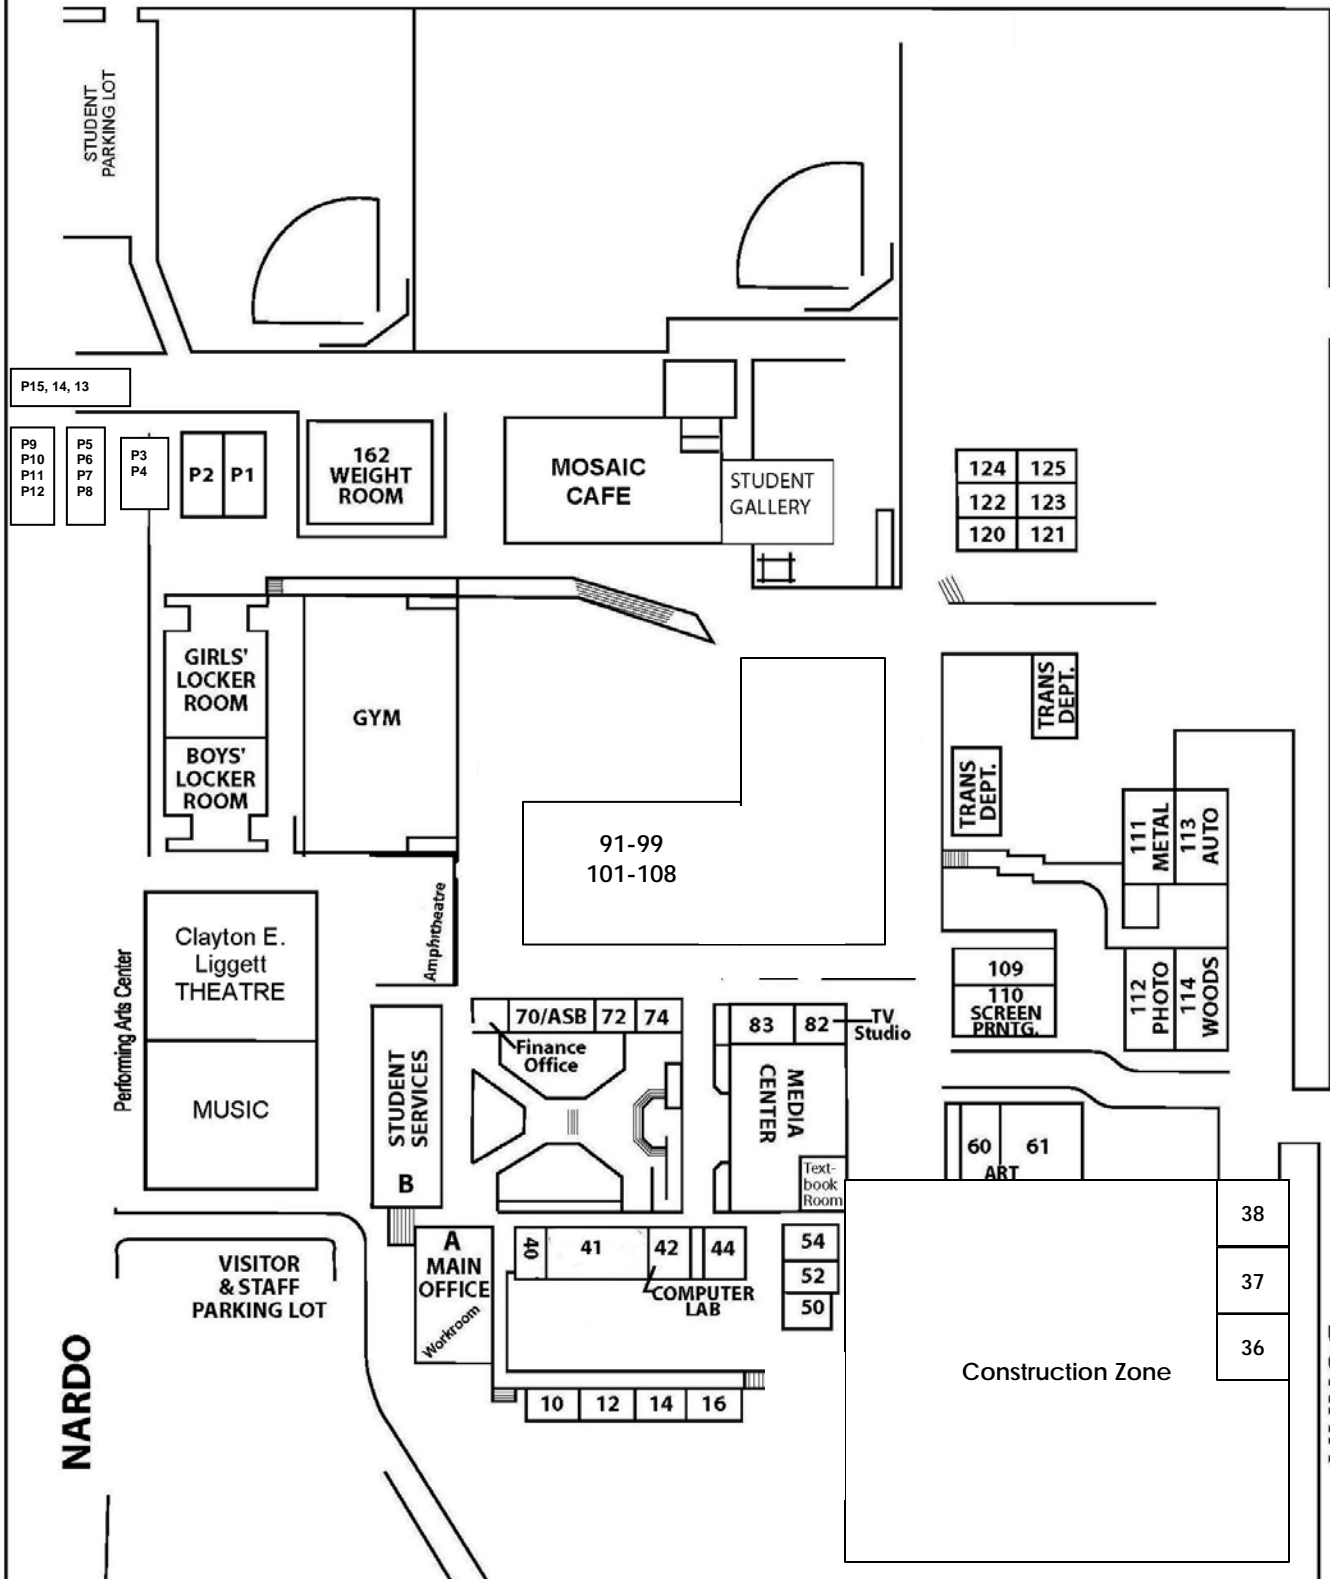 STUDENT
PARKING LOT
P15, 14, 13
P9
P10
P11
P12
P5
P6
P7
P8
P3
P4
P2
P1
162
WEIGHT
ROOM
MOSAIC
CAFE
STUDENT
GALLERY
124
125
122
123
120
121
GIRLS'
LOCKER
ROOM
BOYS'
LOCKER
ROOM
GYM
TRANS
DEPT.
TRANS
DEPT.
91-99
101-108
111
METAL
113
AUTO
Amphitheatre
Performing Arts Center
Clayton E.
Liggett
THEATRE
MUSIC
109
110
SCREEN
PRNTG.
112
PHOTO
114
WOODS
STUDENT
SERVICES
B
70/ASB
72
74
Finance
Office
83
82
TV
Studio
MEDIA
CENTER
Text-
book
Room
60
61
ART
VISITOR
& STAFF
PARKING LOT
A
MAIN
OFFICE
Workroom
40
41
42
44
COMPUTER
LAB
54
52
50
38
37
36
Construction Zone
10
12
14
16
NARDO